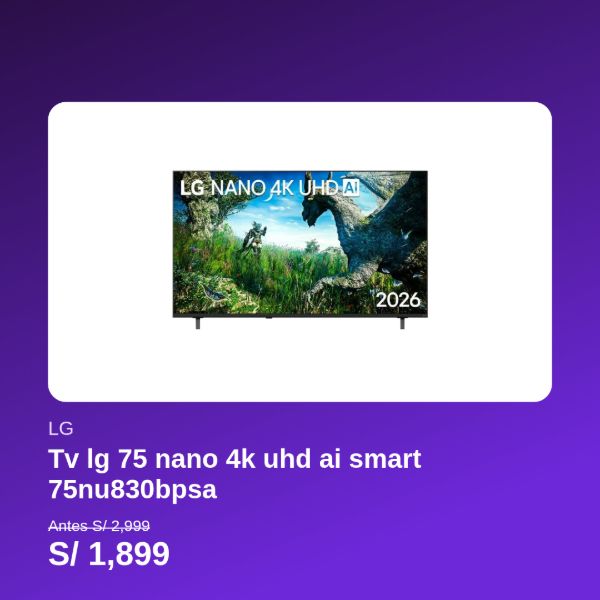 LG NANO 4K UHD AI
2026
LG
Tv lg 75 nano 4k uhd ai smart
75nu830bpsa
Antes S/ 2,999
S/ 1,899